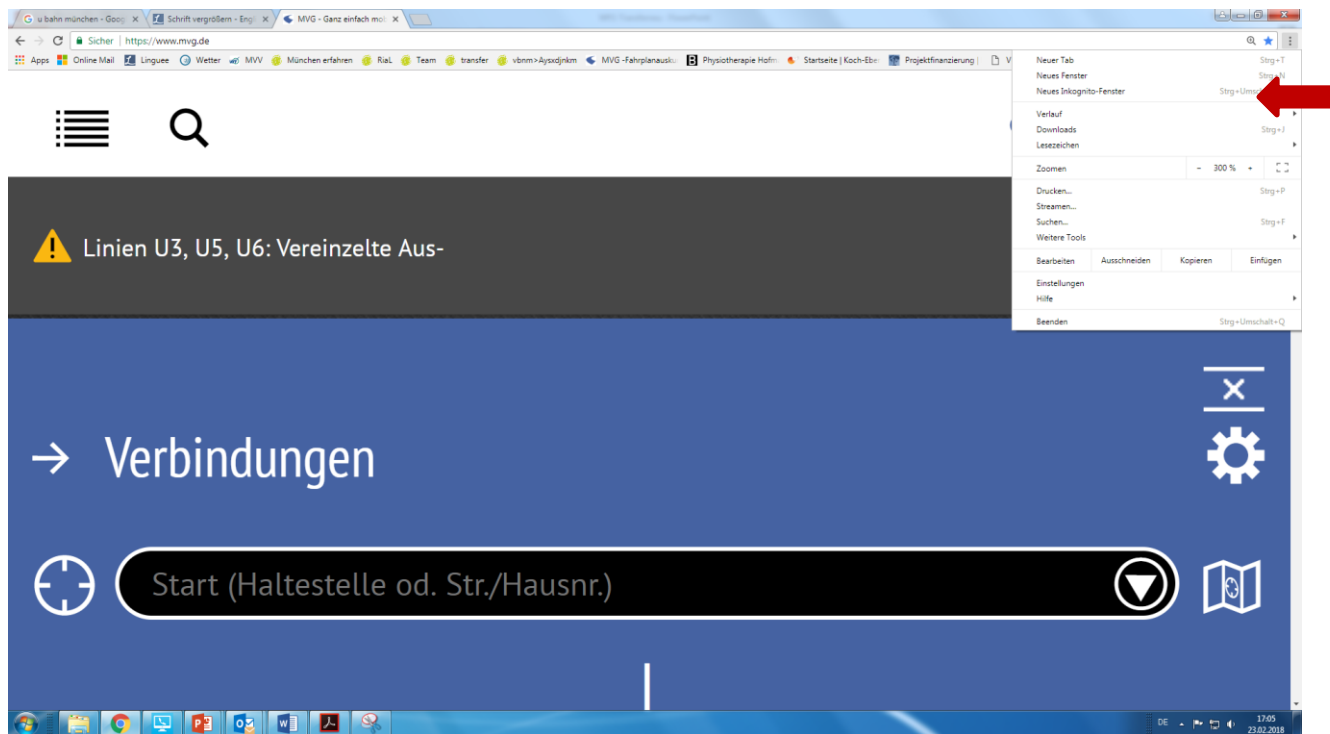 u bahn münchen - Goog
Schrift vergrößern - Engl
MVG - Ganz einfach mob
Sicher | https://www.mvg.de
Apps Online Mail Linguee Wetter MVV München erfahren RiaL Team transfer vbnm>Aysxdjnkm MVG -Fahrplanausku Physiotherapie Hofm Startseite | Koch-Ebe Projektfinanzierung | V
Neuer Tab Strg+T
Neues Fenster Strg+N
Neues Inkognito-Fenster Strg+Umsch
Verlauf
Downloads Strg+J
Lesezeichen
Zoomen - 300 % +
Drucken... Strg+P
Streamen...
Suchen... Strg+F
Weitere Tools
Bearbeiten Ausschneiden Kopieren Einfügen
Einstellungen
Hilfe
Beenden Strg+Umschalt+Q
Linien U3, U5, U6: Vereinzelte Aus-
Verbindungen
Start (Haltestelle od. Str./Hausnr.)
DE 17:05
23.02.2018